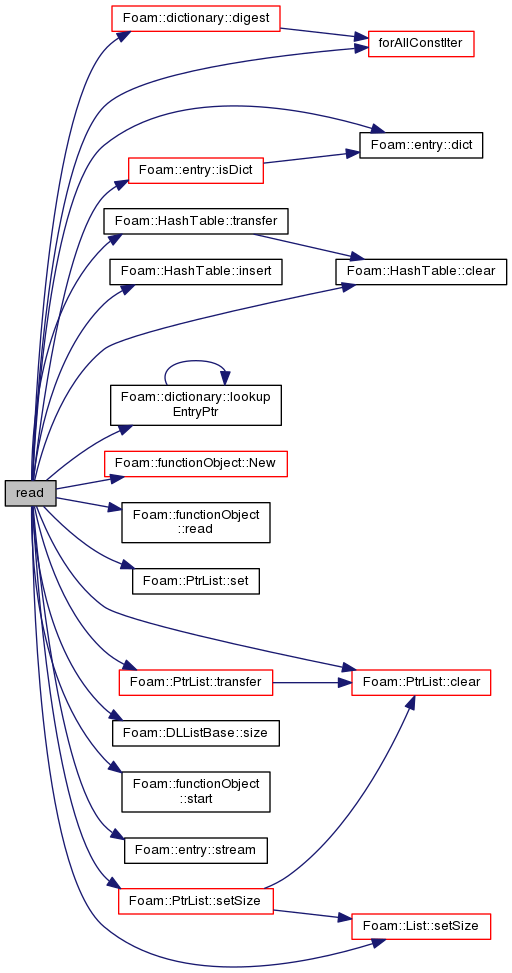 Foam::dictionary::digest
forAllConstIter
Foam::entry::dict
Foam::entry::isDict
Foam::HashTable::transfer
Foam::HashTable::insert
Foam::HashTable::clear
Foam::dictionary::lookup
EntryPtr
Foam::functionObject::New
read
Foam::functionObject
::read
Foam::PtrList::set
Foam::PtrList::transfer
Foam::PtrList::clear
Foam::DLListBase::size
Foam::functionObject
::start
Foam::entry::stream
Foam::PtrList::setSize
Foam::List::setSize